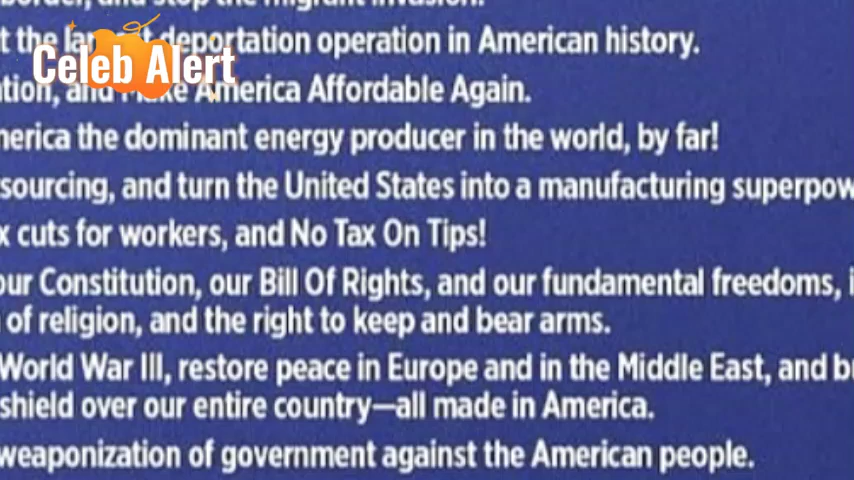 border, and stop the migrant invasion.
t the largest deportation operation in American history.
Celeb Alert
ation, and Make America Affordable Again.
merica the dominant energy producer in the world, by far!
sourcing, and turn the United States into a manufacturing superpow
x cuts for workers, and No Tax On Tips!
our Constitution, our Bill Of Rights, and our fundamental freedoms, i
of religion, and the right to keep and bear arms.
World War III, restore peace in Europe and in the Middle East, and bu
shield over our entire country—all made in America.
weaponization of government against the American people.